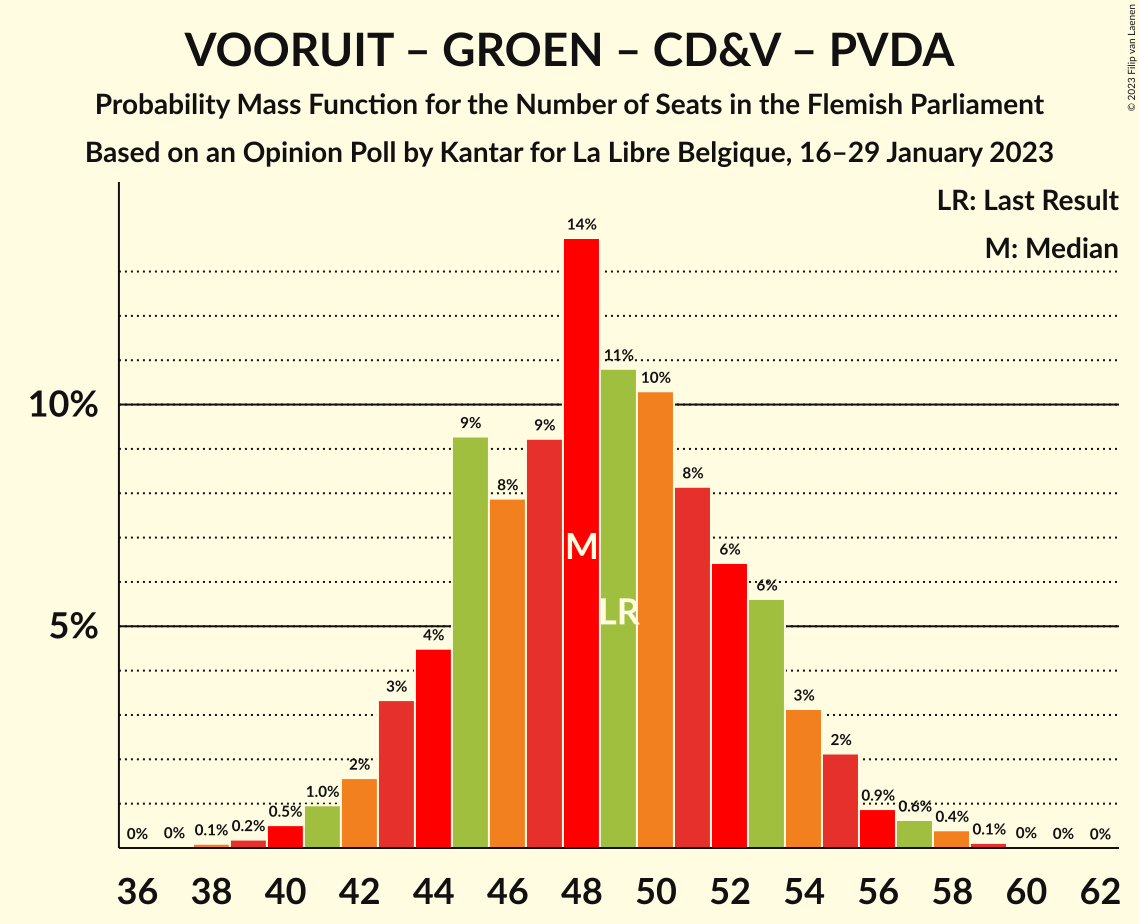 VOORUIT – GROEN – CD&V – PVDA
Probability Mass Function for the Number of Seats in the Flemish Parliament
Based on an Opinion Poll by Kantar for La Libre Belgique, 16–29 January 2023
© 2023 Filip van Laenen
LR: Last Result
M: Median
10%
5%
0% 0% 0.1% 0.2% 0.5% 1.0% 2% 3% 4% 9% 8% 9% 14% 11% 10% 8% 6% 6% 3% 2% 0.9% 0.6% 0.4% 0.1% 0% 0% 0%
M
LR
36 38 40 42 44 46 48 50 52 54 56 58 60 62